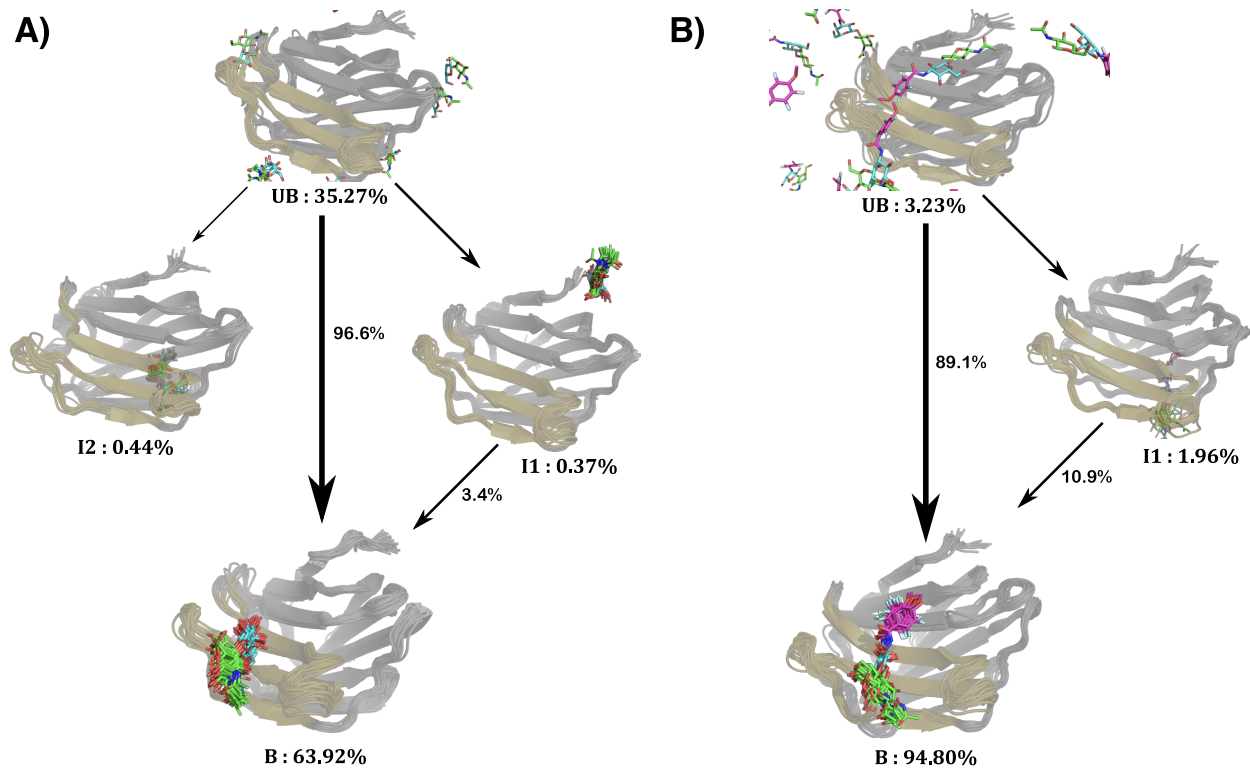 A)
B)
UB : 35.27%
UB : 3.23%
96.6%
89.1%
I2 : 0.44%
I1 : 0.37%
I1 : 1.96%
3.4%
10.9%
B : 63.92%
B : 94.80%